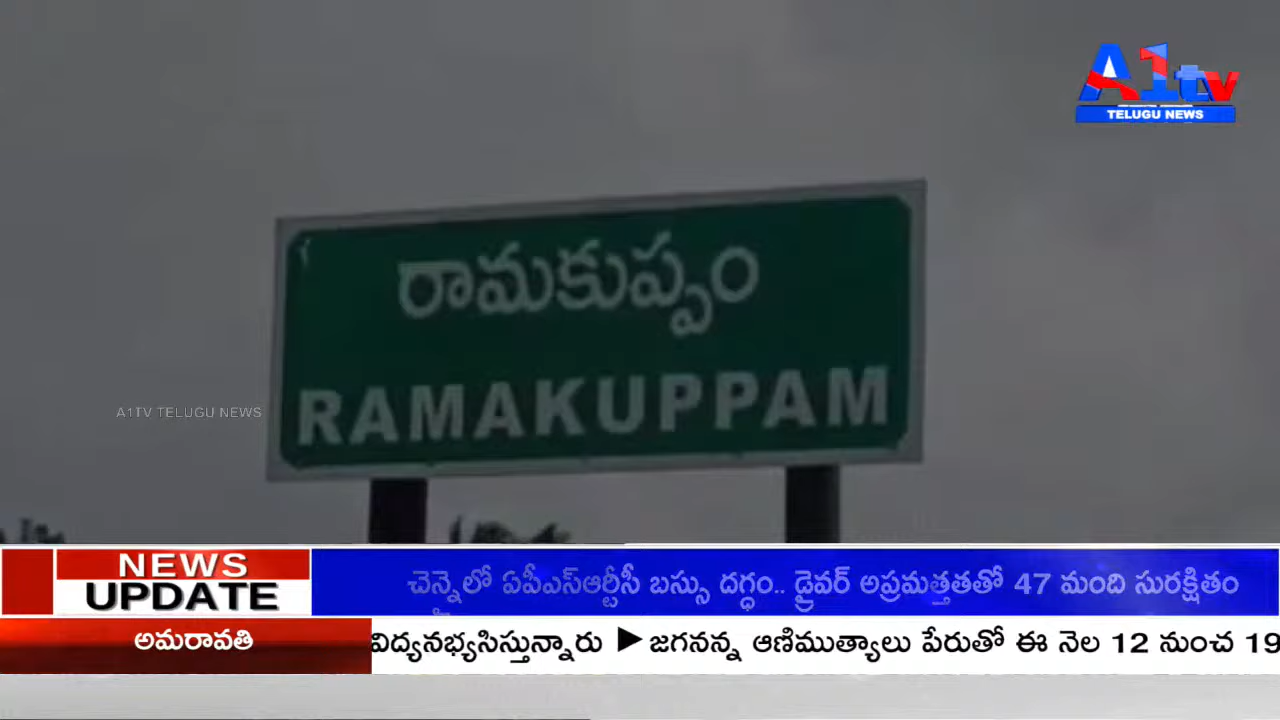 A1tv
TELUGU NEWS
రామకుప్పం
RAMAKUPPAM
A1TV TELUGU NEWS
NEWS
UPDATE
చెన్నైలో ఏపీఎస్ఆర్టీసీ బస్సు దగ్ధం.. డ్రైవర్ అప్రమత్తతతో 47 మంది సురక్షితం
అమరావతి
విద్యనభ్యసిస్తున్నారు ▶ జగనన్న ఆణిముత్యాలు పేరుతో ఈ నెల 12 నుంచ 19